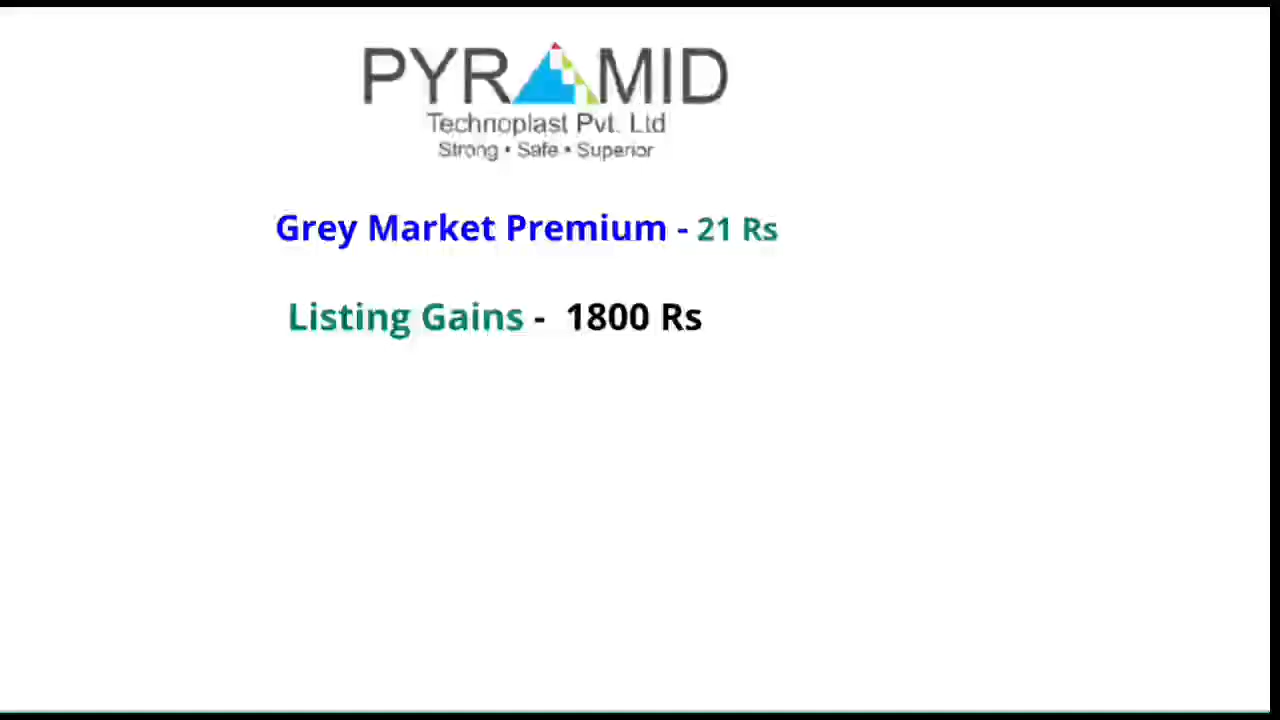 PYRAMID
Technoplast Pvt. Ltd
Strong • Safe • Superior
Grey Market Premium - 21 Rs
Listing Gains - 1800 Rs